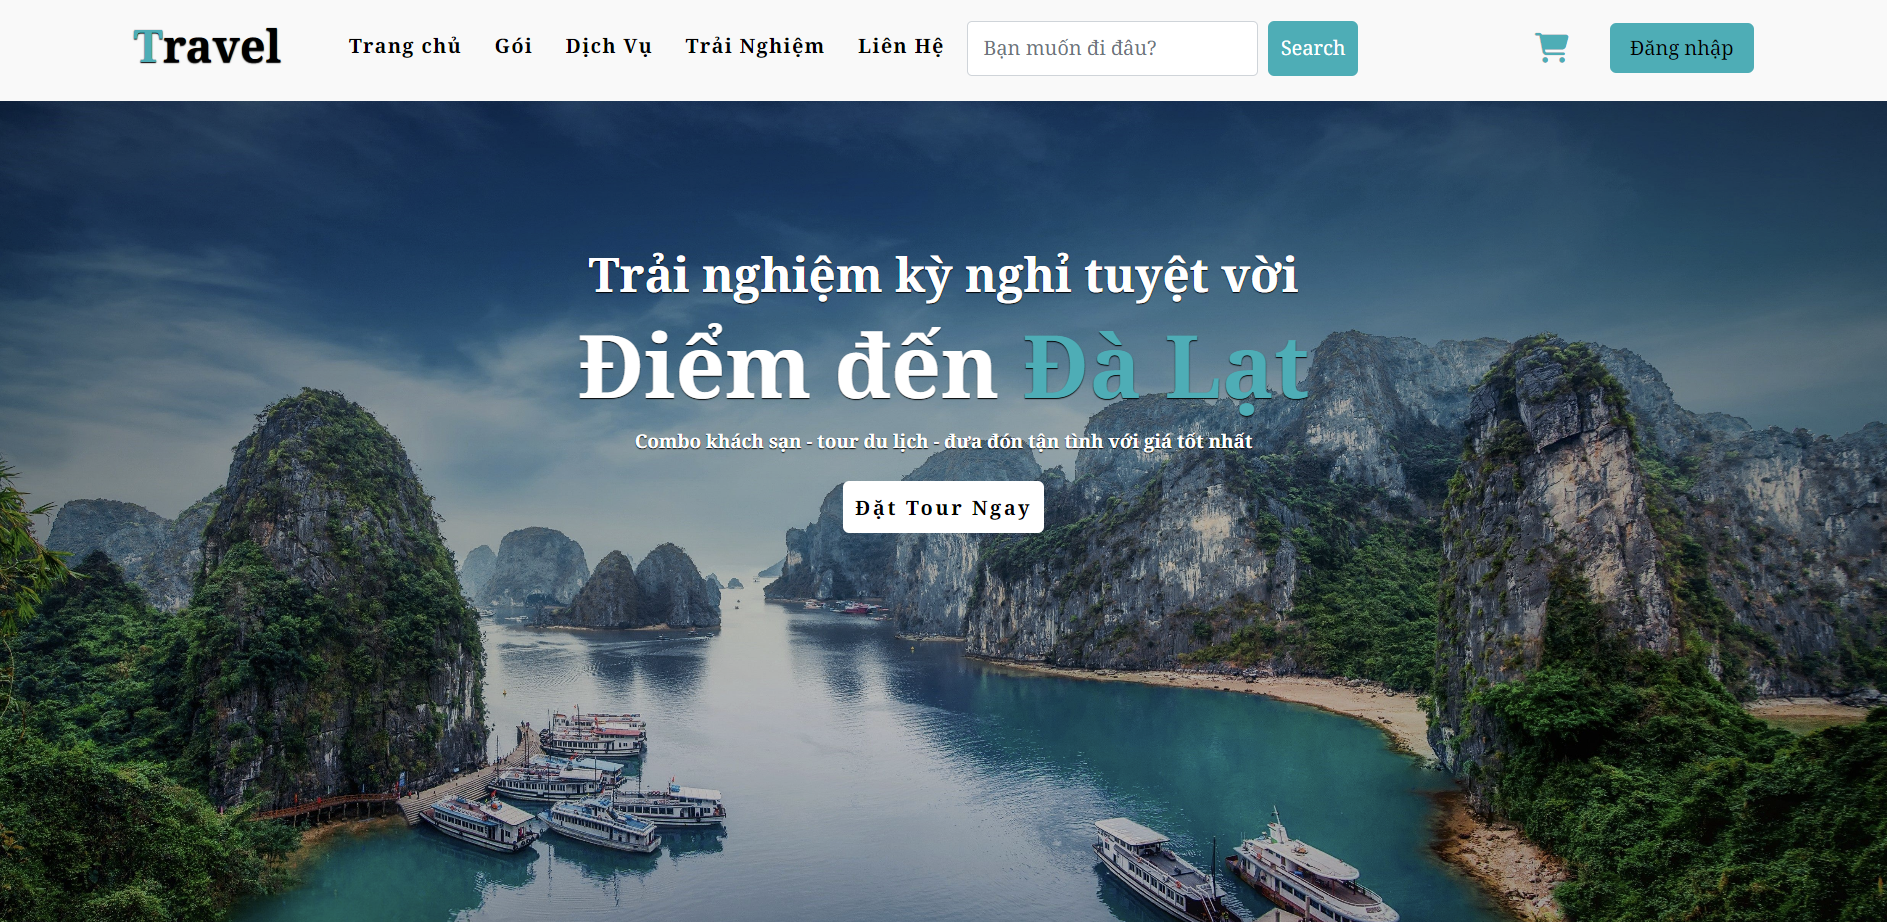 Travel
Trang chủ Gói Dịch Vụ Trải Nghiệm Liên Hệ Bạn muốn đi đâu? Search Đăng nhập
Trải nghiệm kỳ nghỉ tuyệt vời
Điểm đến Đà Lạt
Combo khách sạn - tour du lịch - đưa đón tận tình với giá tốt nhất
Đặt Tour Ngay